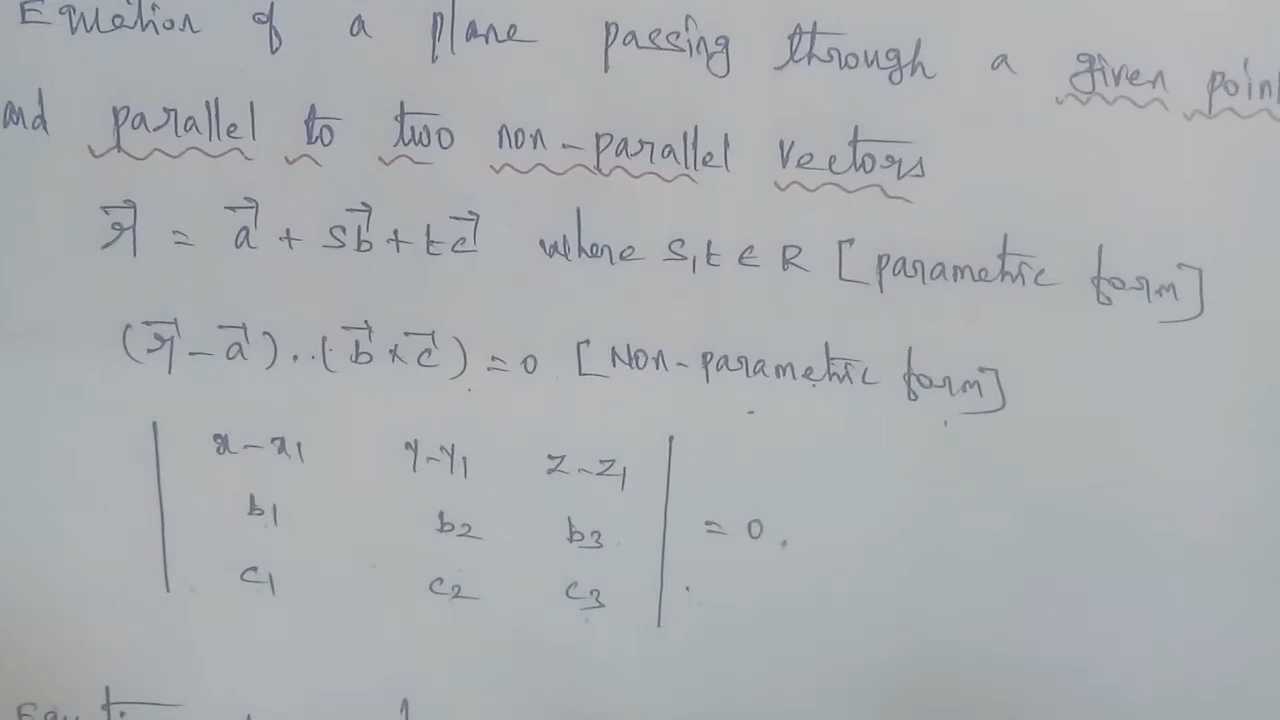 Equation of a plane passing through a given point
and parallel to two non-parallel vectors
r⃗ = a⃗ + sb⃗ + tc⃗ where s,t ∈ R [parametric form]
(r⃗ - a⃗)·(b⃗ × c⃗) = 0 [Non-parametric form]
| x-x₁ y-y₁ z-z₁ |
| b₁ b₂ b₃ | = 0.
| c₁ c₂ c₃ |